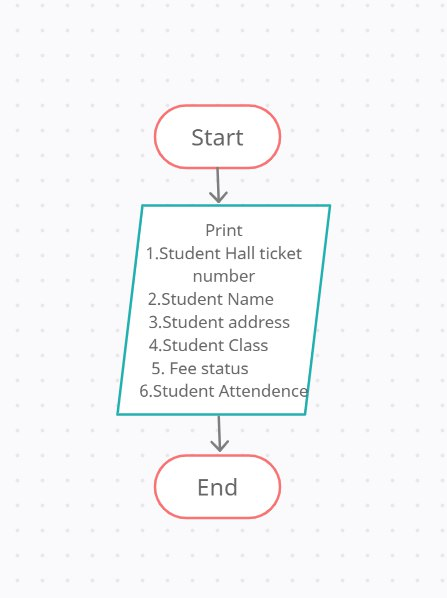 Start
Print
1.Student Hall ticket
number
2.Student Name
3.Student address
4.Student Class
5. Fee status
6.Student Attendence
End